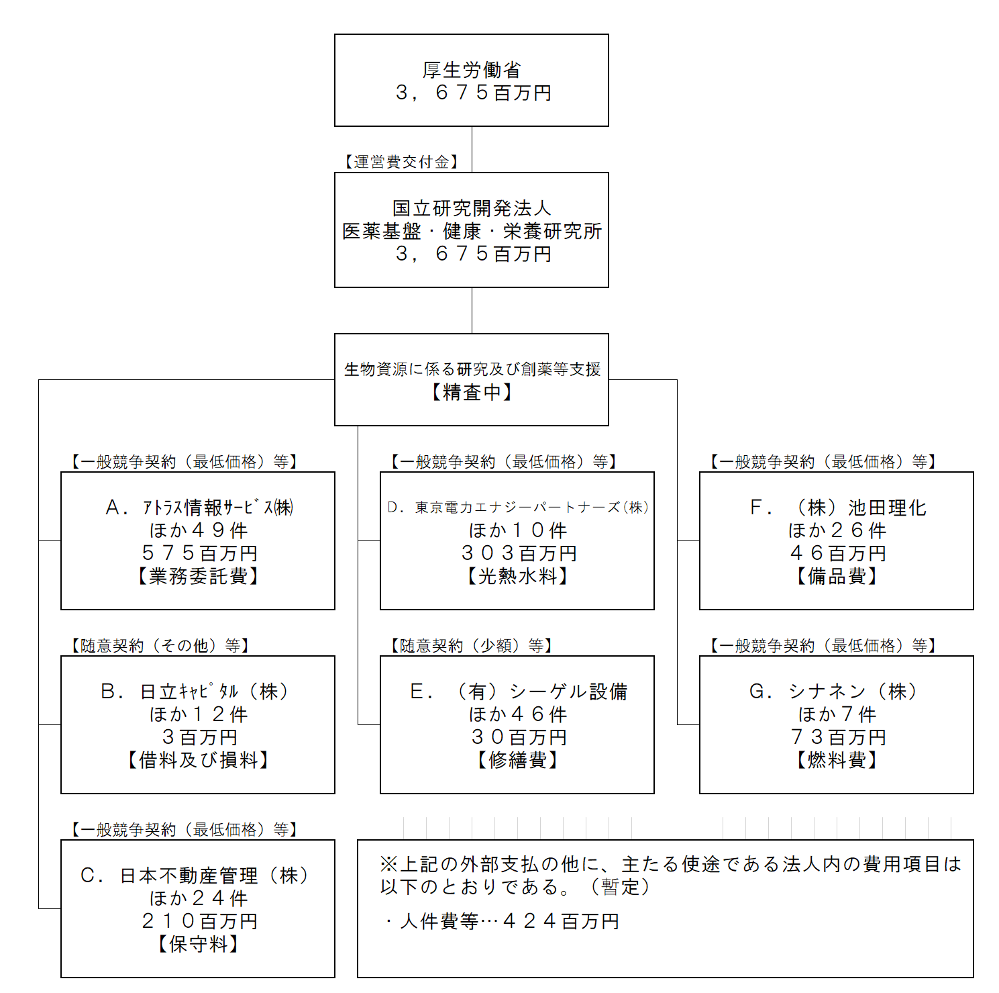 厚生労働省
３，６７５百万円
【運営費交付金】
国立研究開発法人
医薬基盤・健康・栄養研究所
３，６７５百万円
生物資源に係る研究及び創薬等支援
【精査中】
【一般競争契約（最低価格）等】
Ａ．ｱﾄﾗｽ情報ｻｰﾋﾞｽ㈱
ほか４９件
５７５百万円
【業務委託費】
【随意契約（その他）等】
Ｂ．日立ｷｬﾋﾟﾀﾙ（株）
ほか１２件
３百万円
【借料及び損料】
【一般競争契約（最低価格）等】
Ｃ．日本不動産管理（株）
ほか２４件
２１０百万円
【保守料】
【一般競争契約（最低価格）等】
Ｄ．東京電力エナジーパートナーズ(株)
ほか１０件
３０３百万円
【光熱水料】
【随意契約（少額）等】
Ｅ．（有）シーゲル設備
ほか４６件
３０百万円
【修繕費】
【一般競争契約（最低価格）等】
Ｆ．（株）池田理化
ほか２６件
４６百万円
【備品費】
【一般競争契約（最低価格）等】
Ｇ．シナネン（株）
ほか７件
７３百万円
【燃料費】
※上記の外部支払の他に、主たる使途である法人内の費用項目は
以下のとおりである。（暫定）
・人件費等…４２４百万円